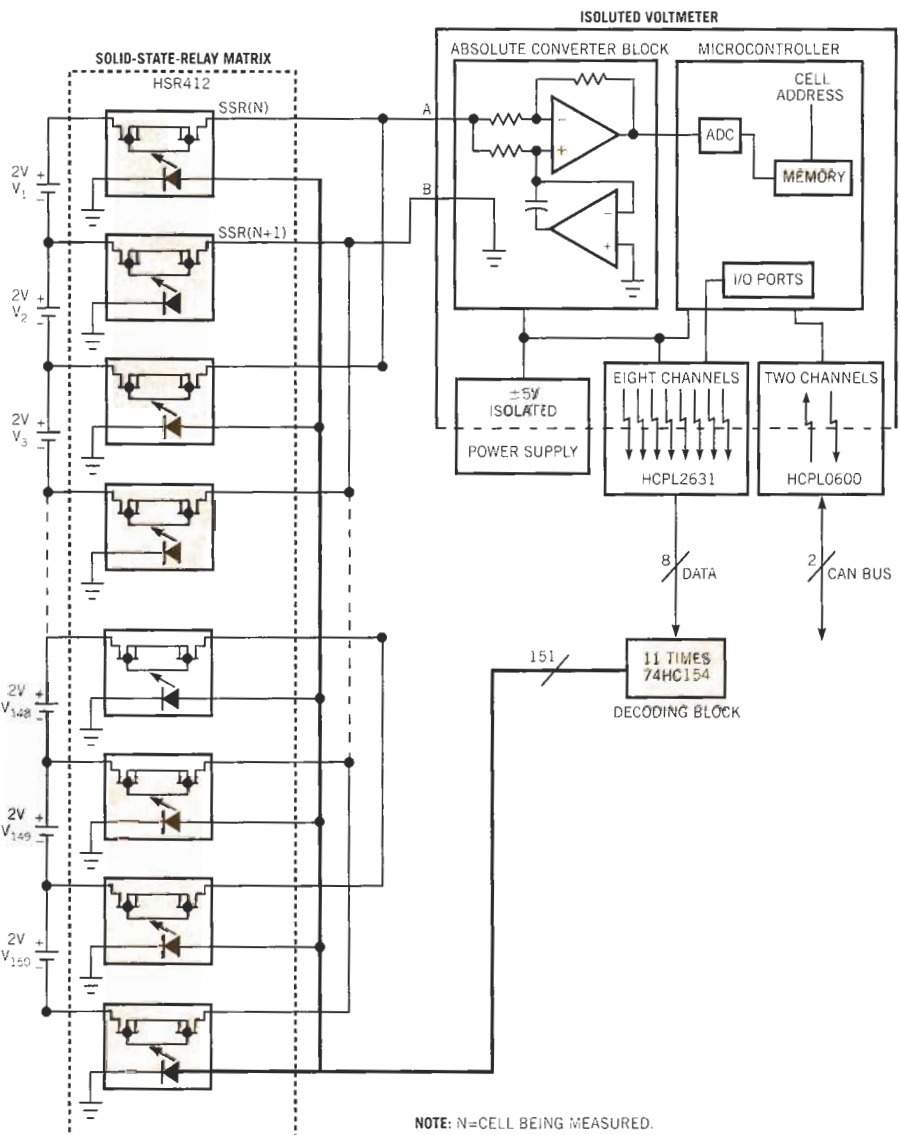 ISOLUTED VOLTMETER
SOLID-STATE-RELAY MATRIX
HSR412
SSR(N)
SSR(N+1)
2V
V1
+
−
2V
V2
+
−
2V
V3
+
−
2V
V148
+
−
2V
V149
+
−
2V
V150
+
−
A
B
ABSOLUTE CONVERTER BLOCK
−
+
−
+
MICROCONTROLLER
CELL
ADDRESS
ADC
MEMORY
I/O PORTS
±5V
ISOLATED
POWER SUPPLY
EIGHT CHANNELS
HCPL2631
TWO CHANNELS
HCPL0600
8
DATA
2
CAN BUS
151
11 TIMES
74HC154
DECODING BLOCK
NOTE: N=CELL BEING MEASURED.